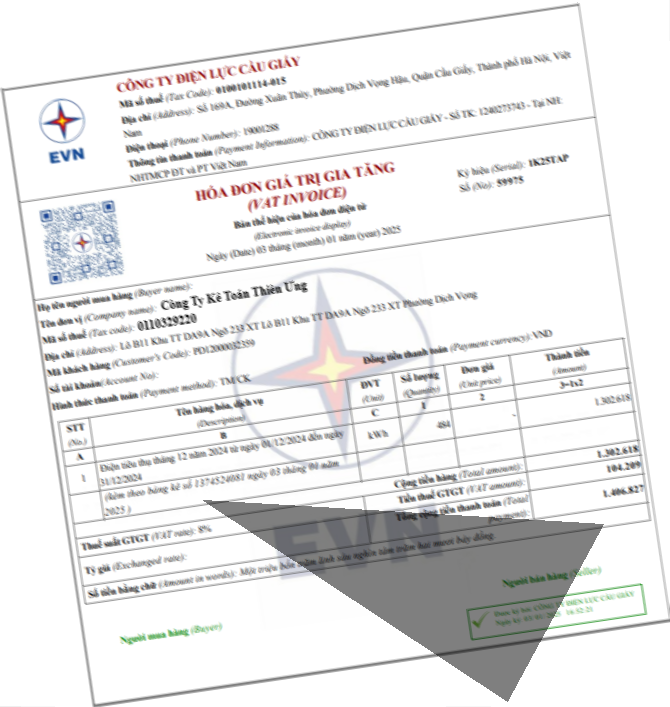 CÔNG TY ĐIỆN LỰC CẦU GIẤY
Mã số thuế (Tax Code): 0100101114-015
Địa chỉ (Address): Số 169A, Đường Xuân Thủy, Phường Dịch Vọng Hậu, Quận Cầu Giấy, Thành phố Hà Nội, Việt
Nam
Điện thoại (Phone Number): 19001288
Thông tin thanh toán (Payment Information): CÔNG TY ĐIỆN LỰC CẦU GIẤY - Số TK: 1240273743 - Tại NH:
NHTMCP ĐT và PT Việt Nam
EVN
HÓA ĐƠN GIÁ TRỊ GIA TĂNG
(VAT INVOICE)
Bản thể hiện của hóa đơn điện tử
(Electronic invoice display)
Ngày (Date) 03 tháng (month) 01 năm (year) 2025
Ký hiệu (Serial): 1K25TAP
Số (No): 59975
Họ tên người mua hàng (Buyer name):
Tên đơn vị (Company name): Công Ty Kế Toán Thiên Ưng
Mã số thuế (Tax code): 0110329220
Địa chỉ (Address): Lô B11 Khu TT DA9A Ngõ 233 XT Lô B11 Khu TT DA9A Ngõ 233 XT Phường Dịch Vọng
Mã khách hàng (Customer's Code): PD12000032359
Số tài khoản(Account No):
Hình thức thanh toán (Payment method): TM/CK
Đồng tiền thanh toán (Payment currency):VND
STT (No.) Tên hàng hóa, dịch vụ (Description) ĐVT (Unit) Số lượng (Quantity) Đơn giá (Unit price) Thành tiền (Amount)
A B C 1 2 3=1x2
1 Điện tiêu thụ tháng 12 năm 2024 từ ngày 01/12/2024 đến ngày 31/12/2024 kWh 484 - 1.302.618
(kèm theo bảng kê số 1374524081 ngày 03 tháng 01 năm 2025 )
Cộng tiền hàng (Total amount): 1.302.618
Thuế suất GTGT (VAT rate): 8% Tiền thuế GTGT (VAT amount): 104.209
Tỷ giá (Exchanged rate): Tổng cộng tiền thanh toán (Total payment): 1.406.827
Số tiền bằng chữ (Amount in words): Một triệu bốn trăm linh sáu nghìn tám trăm hai mươi bảy đồng.
EVN
Người mua hàng (Buyer)
Người bán hàng (Seller)
CÔNG TY ĐIỆN LỰC CẦU GIẤY